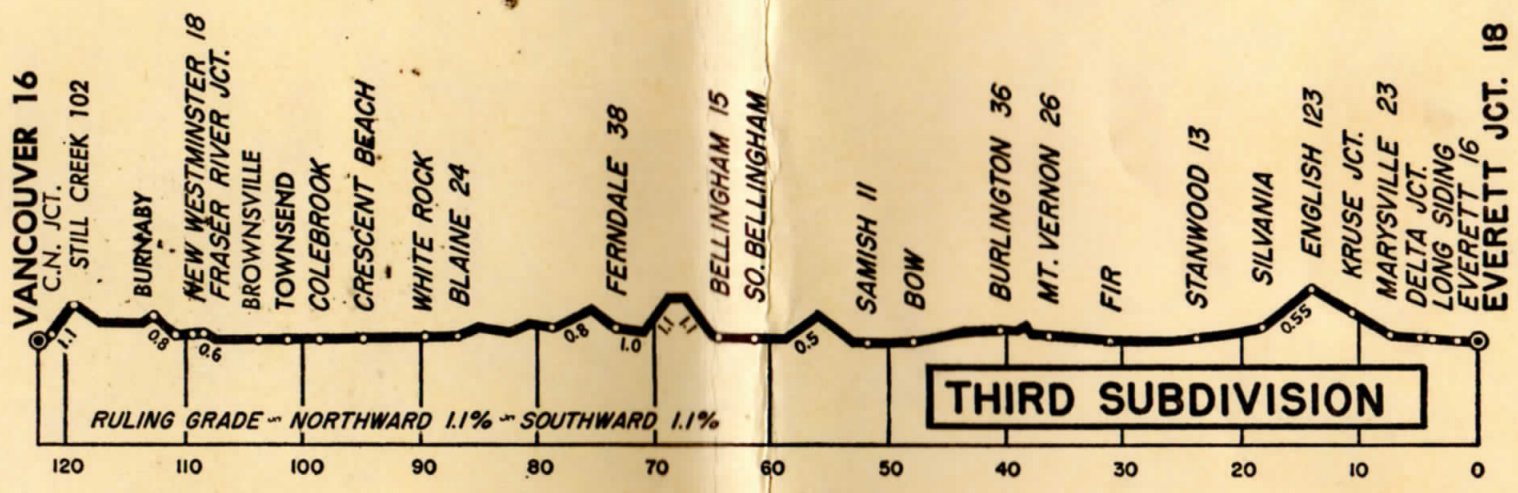 VANCOUVER 16
C.N. JCT.
STILL CREEK 102
BURNABY
NEW WESTMINSTER 18
FRASER RIVER JCT.
BROWNSVILLE
TOWNSEND
COLEBROOK
CRESCENT BEACH
WHITE ROCK
BLAINE 24
FERNDALE 38
BELLINGHAM 15
SO. BELLINGHAM
SAMISH 11
BOW
BURLINGTON 36
MT. VERNON 26
FIR
STANWOOD 13
SILVANIA
ENGLISH 123
KRUSE JCT.
MARYSVILLE 23
DELTA JCT.
LONG SIDING
EVERETT 16
EVERETT JCT. 18
1.1
0.8
0.6
0.8
1.0
1.1
1.1
0.5
0.55
THIRD SUBDIVISION
RULING GRADE ~ NORTHWARD 1.1% ~ SOUTHWARD 1.1%
120 110 100 90 80 70 60 50 40 30 20 10 0